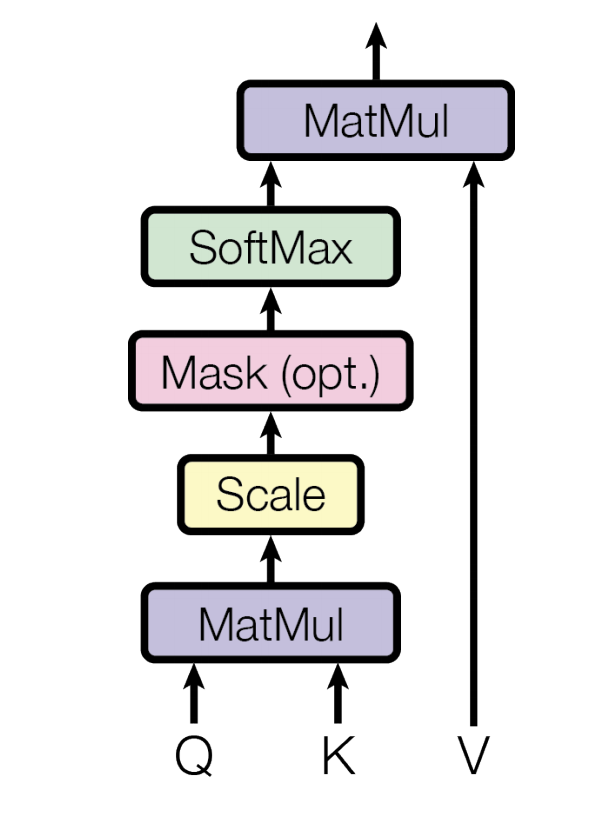 MatMul
SoftMax
Mask (opt.)
Scale
MatMul
Q K V